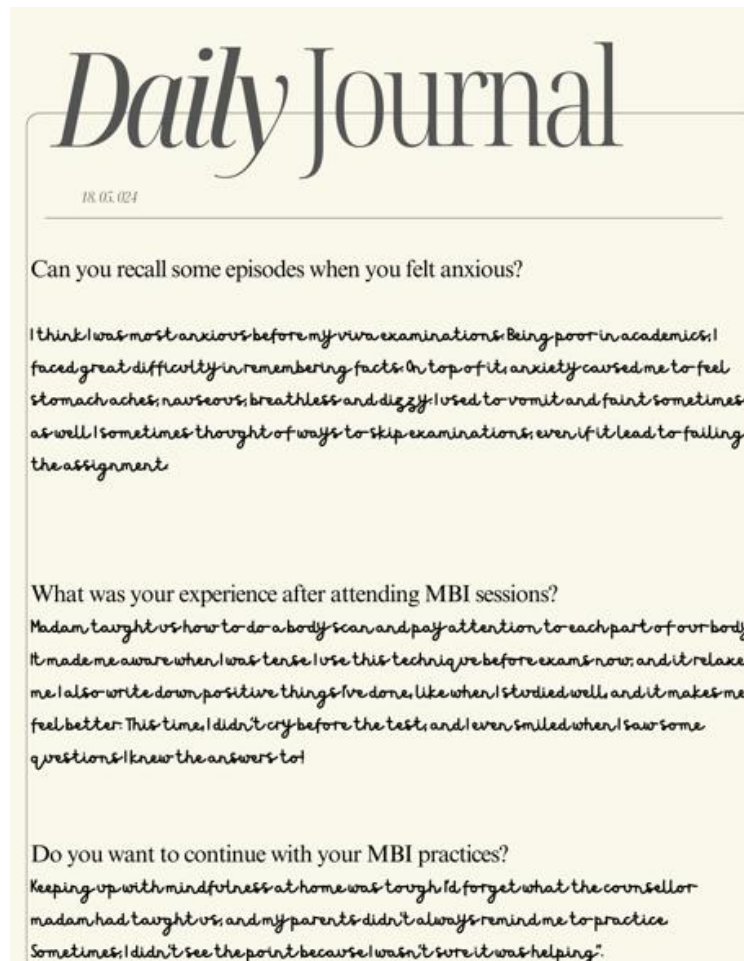 Daily Journal
18.05.024
Can you recall some episodes when you felt anxious?
I think I was most anxious before my viva examinations. Being poor in academics, I
faced great difficulty in remembering facts. On top of it, anxiety caused me to feel
stomach aches, nauseous, breathless and dizzy. I used to vomit and faint sometimes
as well. I sometimes thought of ways to skip examinations, even if it lead to failing
the assignment.
What was your experience after attending MBI sessions?
Madam taught us how to do a body scan and pay attention to each part of our body
It made me aware when I was tense I use this technique before exams now, and it relaxe
me I also write down positive things I've done, like when I studied well, and it makes me
feel better. This time, I didn't cry before the test, and I even smiled when I saw some
questions I knew the answers to!
Do you want to continue with your MBI practices?
Keeping up with mindfulness at home was tough I'd forget what the counsellor
madam had taught us, and my parents didn't always remind me to practice
Sometimes, I didn't see the point because I wasn't sure it was helping".